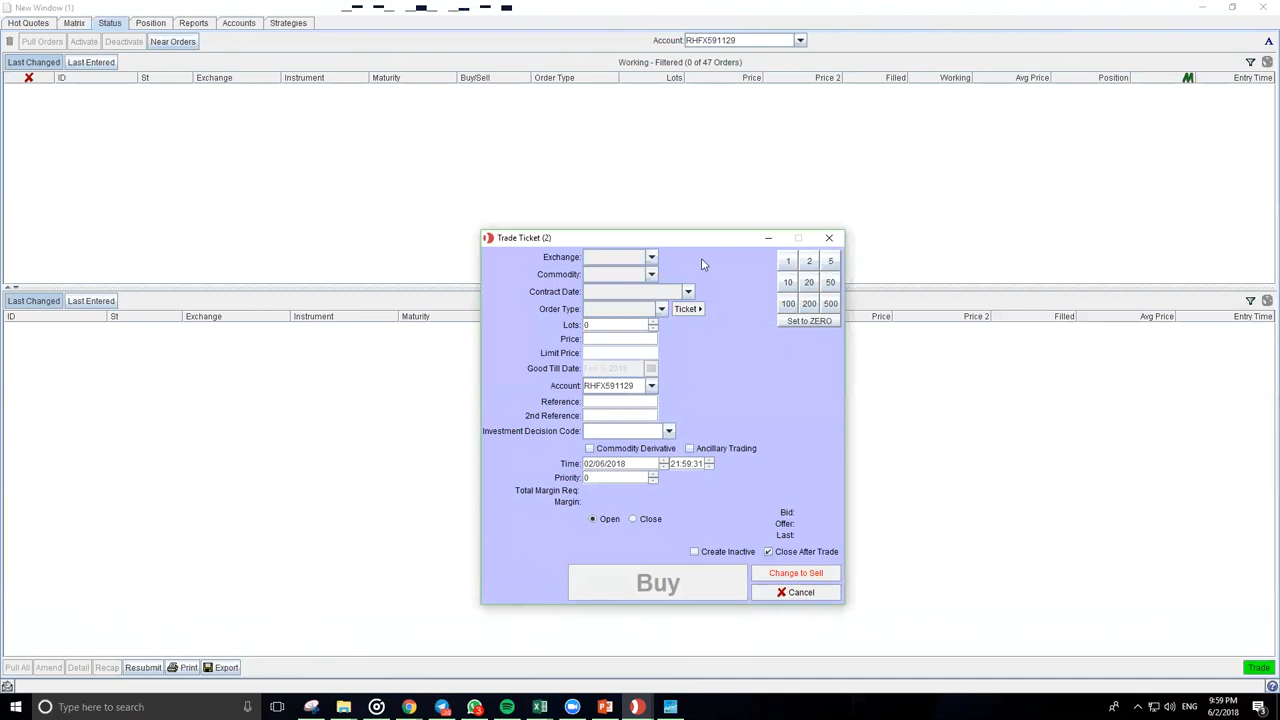 New Window (1)
Hot Quotes Matrix Status Position Reports Accounts Strategies
Pull Orders Activate Deactivate Near Orders Account: RHFX591129 A
Last Changed Last Entered Working - Filtered (0 of 47 Orders)
ID St Exchange Instrument Maturity Buy/Sell Order Type Lots Price Price 2 Filled Working Avg Price Position M Entry Time
Trade Ticket (2)
Exchange: 1 2 5
Commodity:
10 20 50
Contract Date:
100 200 500
Order Type: Ticket
Set to ZERO
Lots: 0
Price:
Limit Price:
Good Till Date:
Account: RHFX591129
Reference:
2nd Reference:
Investment Decision Code:
Commodity Derivative Ancillary Trading
Time: 02/06/2018 21:59:31
Priority: 0
Total Margin Req:
Margin:
Open Close
Bid:
Offer:
Last:
Create Inactive Close After Trade
Buy
Change to Sell
Cancel
Last Changed Last Entered
ID St Exchange Instrument Maturity Price Price 2 Filled Avg Price Entry Time
Pull All Amend Detail Recap Resubmit Print Export Trade
Type here to search
3
9:59 PM
6/2/2018